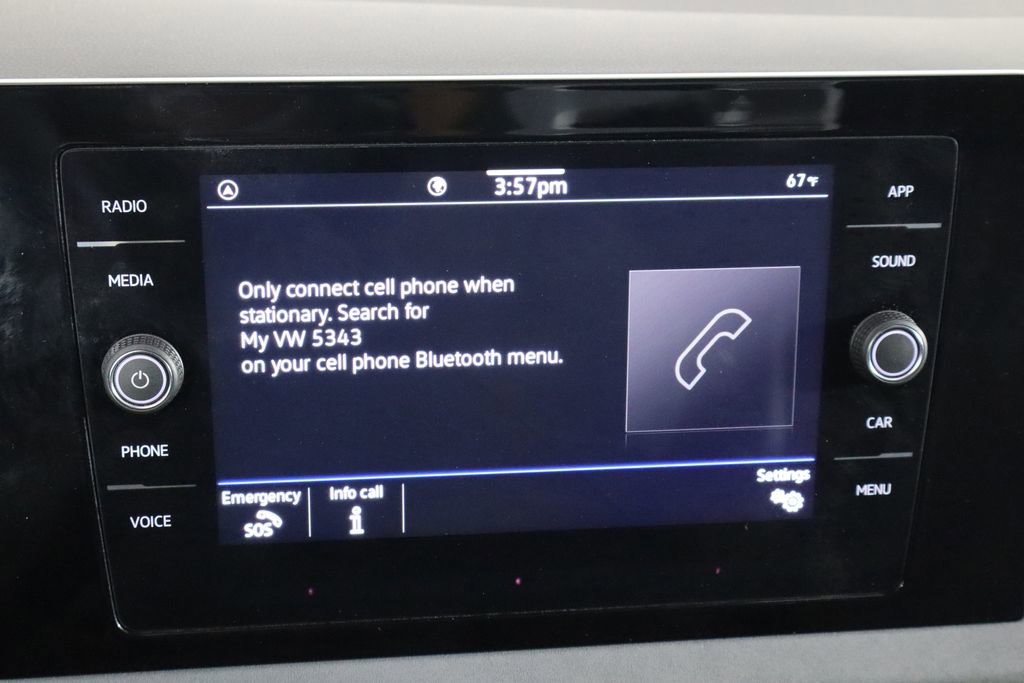 3:57pm
67°F
RADIO
MEDIA
PHONE
VOICE
Only connect cell phone when
stationary. Search for
My VW 5343
on your cell phone Bluetooth menu.
APP
SOUND
CAR
MENU
Emergency
SOS
Info call
i
Settings